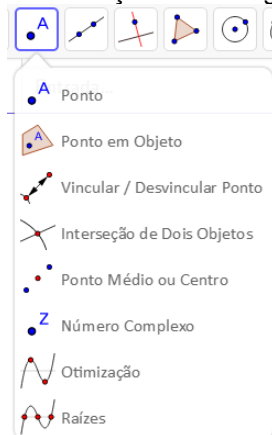 A
A Ponto
A Ponto em Objeto
Vincular / Desvincular Ponto
Interseção de Dois Objetos
Ponto Médio ou Centro
Z Número Complexo
Otimização
Raízes